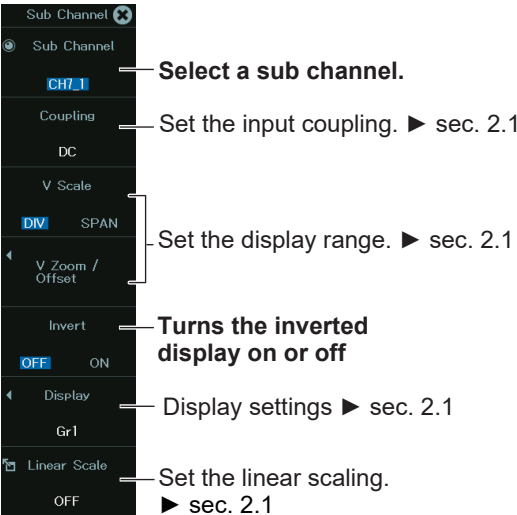 Sub Channel
Sub Channel
CH7_1
Select a sub channel.
Coupling
DC
Set the input coupling. ► sec. 2.1
V Scale
DIV SPAN
V Zoom /
Offset
Set the display range. ► sec. 2.1
Invert
OFF ON
Turns the inverted
display on or off
Display
Gr1
Display settings ► sec. 2.1
Linear Scale
OFF
Set the linear scaling.
► sec. 2.1